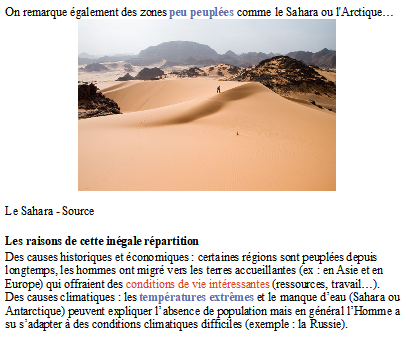 On remarque également des zones peu peuplées comme le Sahara ou l'Arctique…
Le Sahara - Source
Les raisons de cette inégale répartition
Des causes historiques et économiques : certaines régions sont peuplées depuis
longtemps, les hommes ont migré vers les terres accueillantes (ex : en Asie et en
Europe) qui offraient des conditions de vie intéressantes (ressources, travail…).
Des causes climatiques : les températures extrêmes et le manque d’eau (Sahara ou
Antarctique) peuvent expliquer l’absence de population mais en général l’Homme a
su s’adapter à des conditions climatiques difficiles (exemple : la Russie).